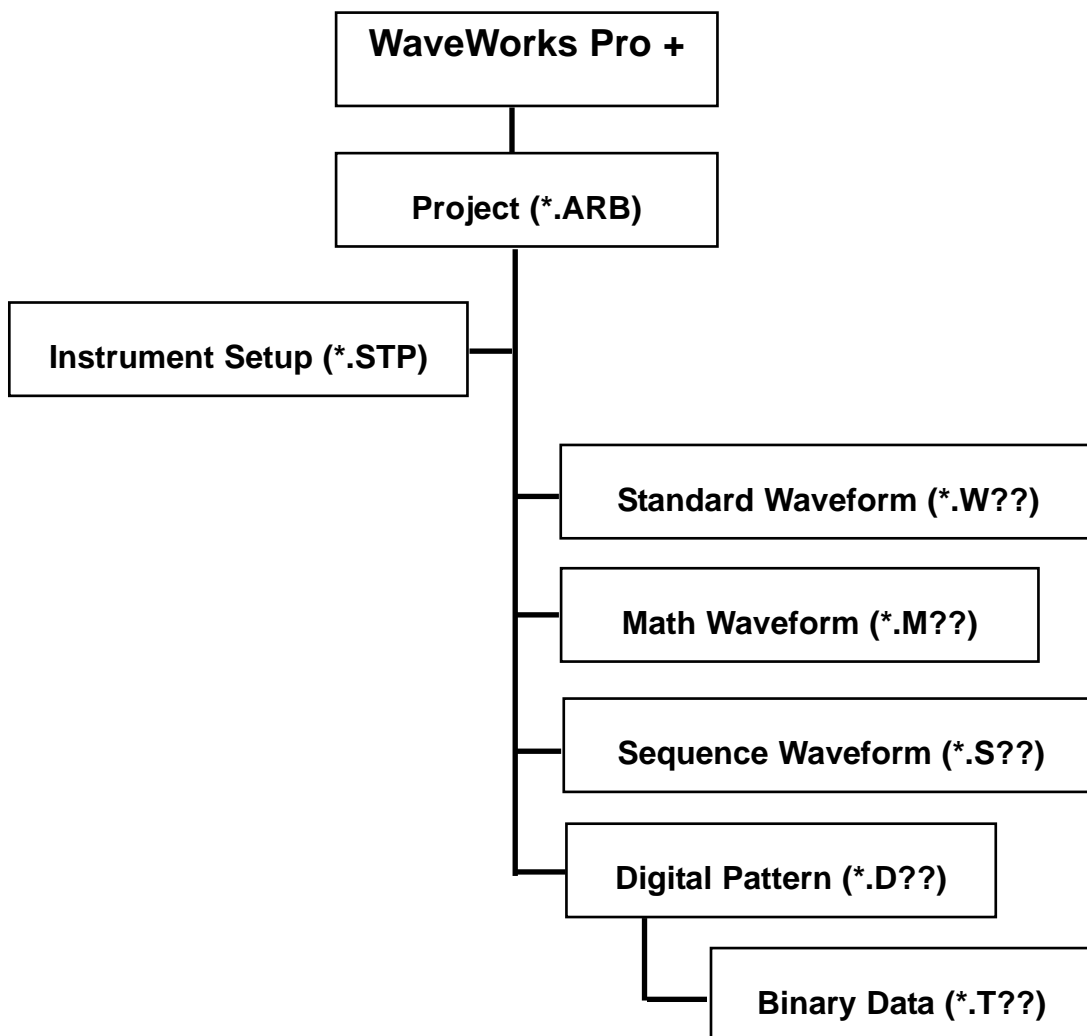 WaveWorks Pro +
Project (*.ARB)
Instrument Setup (*.STP)
Standard Waveform (*.W??)
Math Waveform (*.M??)
Sequence Waveform (*.S??)
Digital Pattern (*.D??)
Binary Data (*.T??)